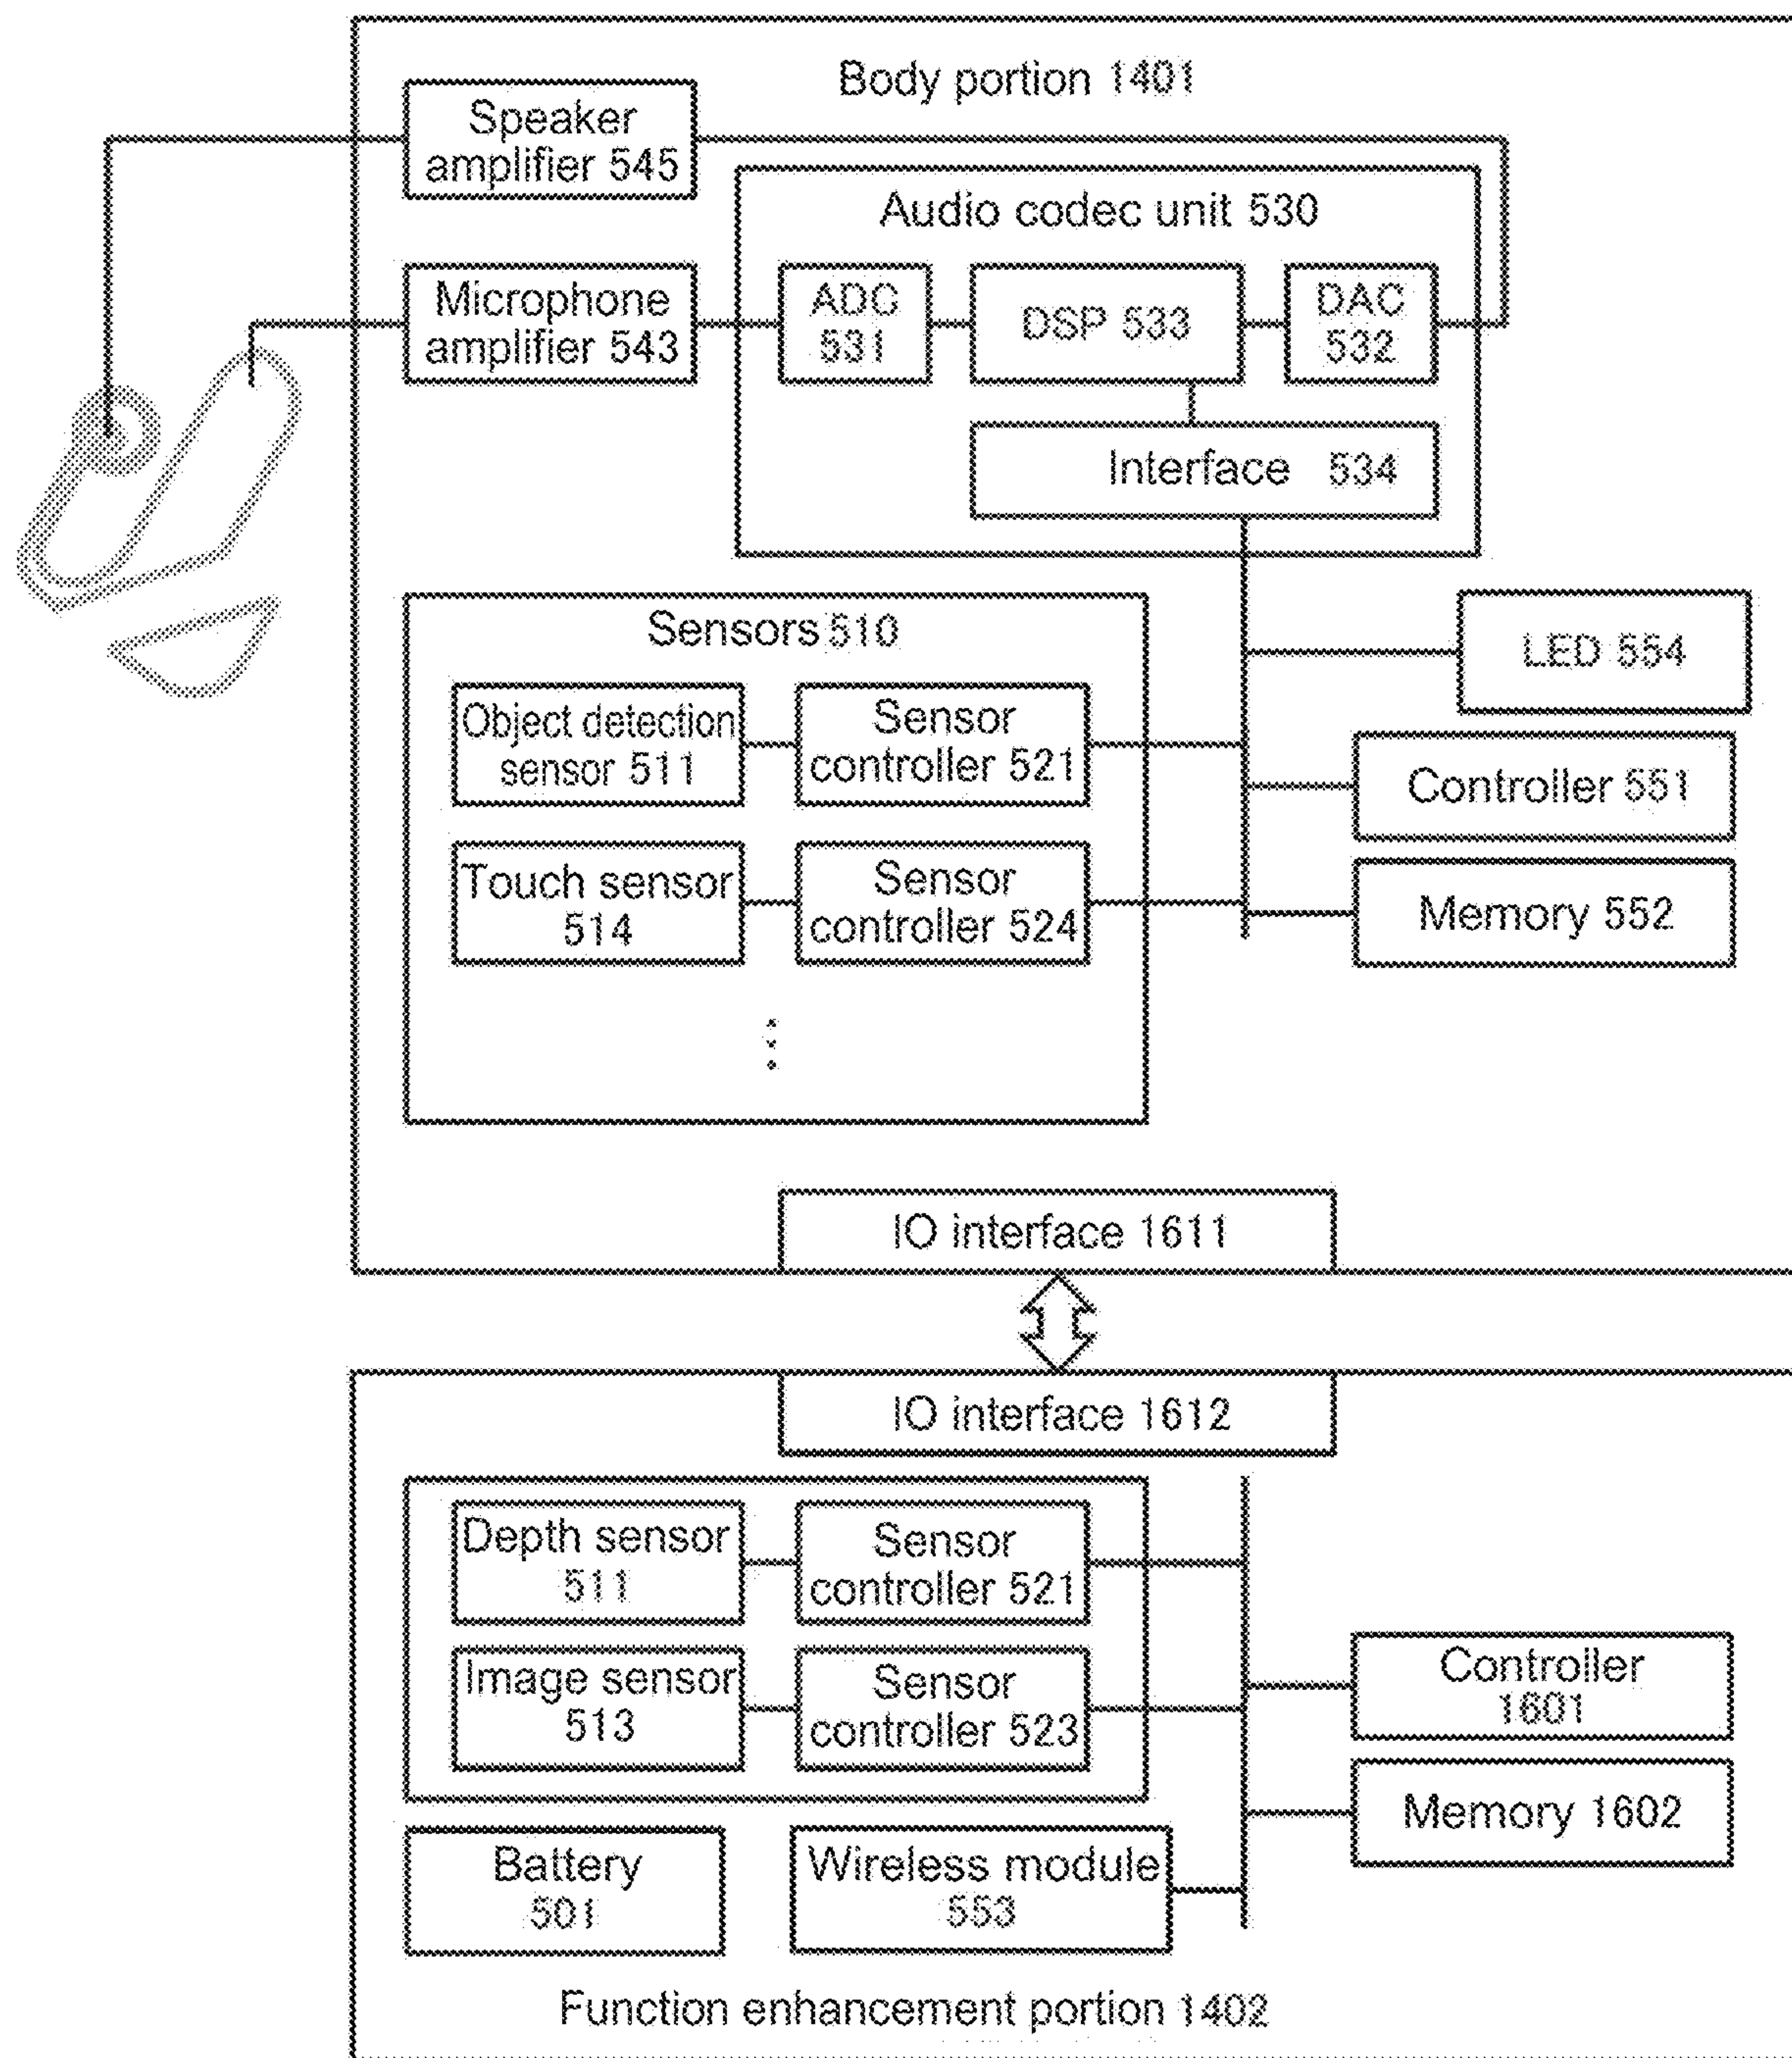 Body portion 1401
Speaker
amplifier 545
Audio codec unit 530
Microphone
amplifier 543
ADC
531
DSP 533
DAC
532
Interface 534
Sensors 510
LED 554
Object detection
sensor 511
Sensor
controller 521
Controller 551
Touch sensor
514
Sensor
controller 524
Memory 552
IO interface 1611
IO interface 1612
Depth sensor
511
Sensor
controller 521
Image sensor
513
Sensor
controller 523
Controller
1601
Memory 1602
Battery
501
Wireless module
553
Function enhancement portion 1402